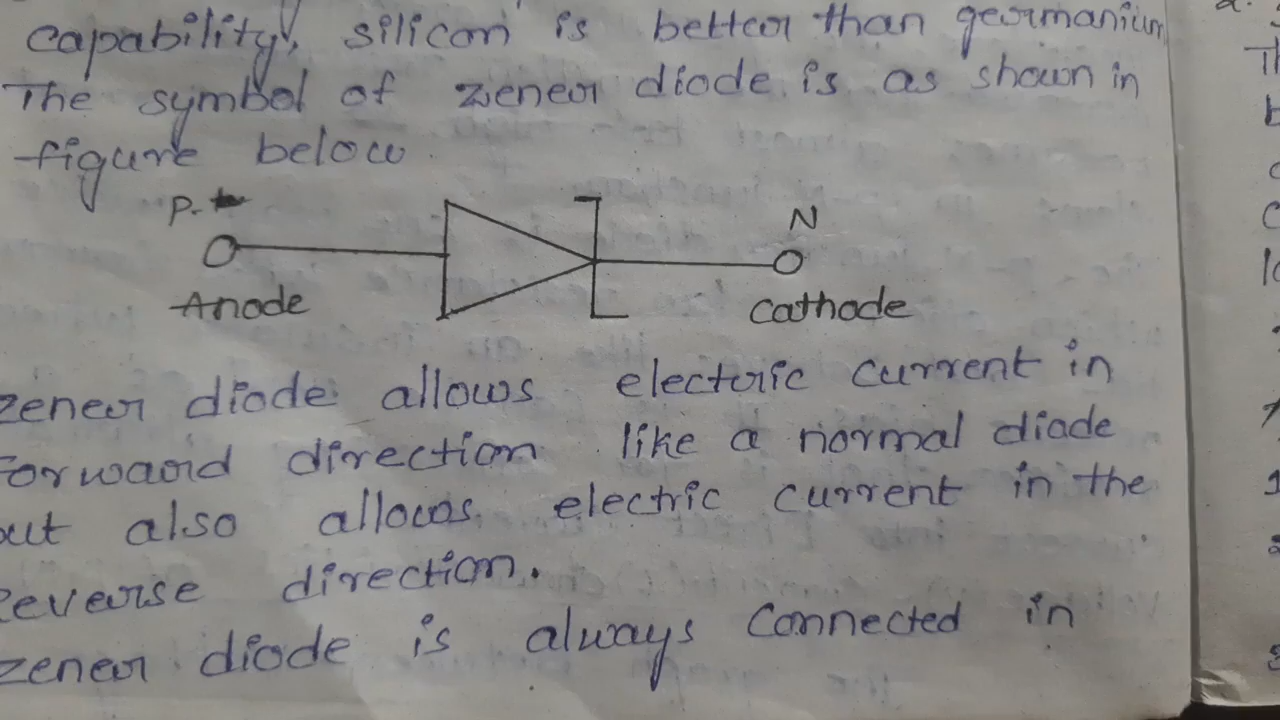 capability, silicon is better than germanium
The symbol of zener diode is as shown in
figure below
P.
N
Anode
Cathode
zener diode allows electric current in
forward direction like a normal diode
but also allows electric current in the
Reverse direction.
zener diode is always connected in